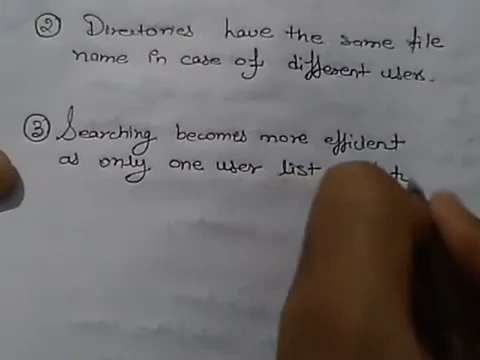 ② Directories have the same file
name in case of different user.
③ Searching becomes more efficient
as only one user list